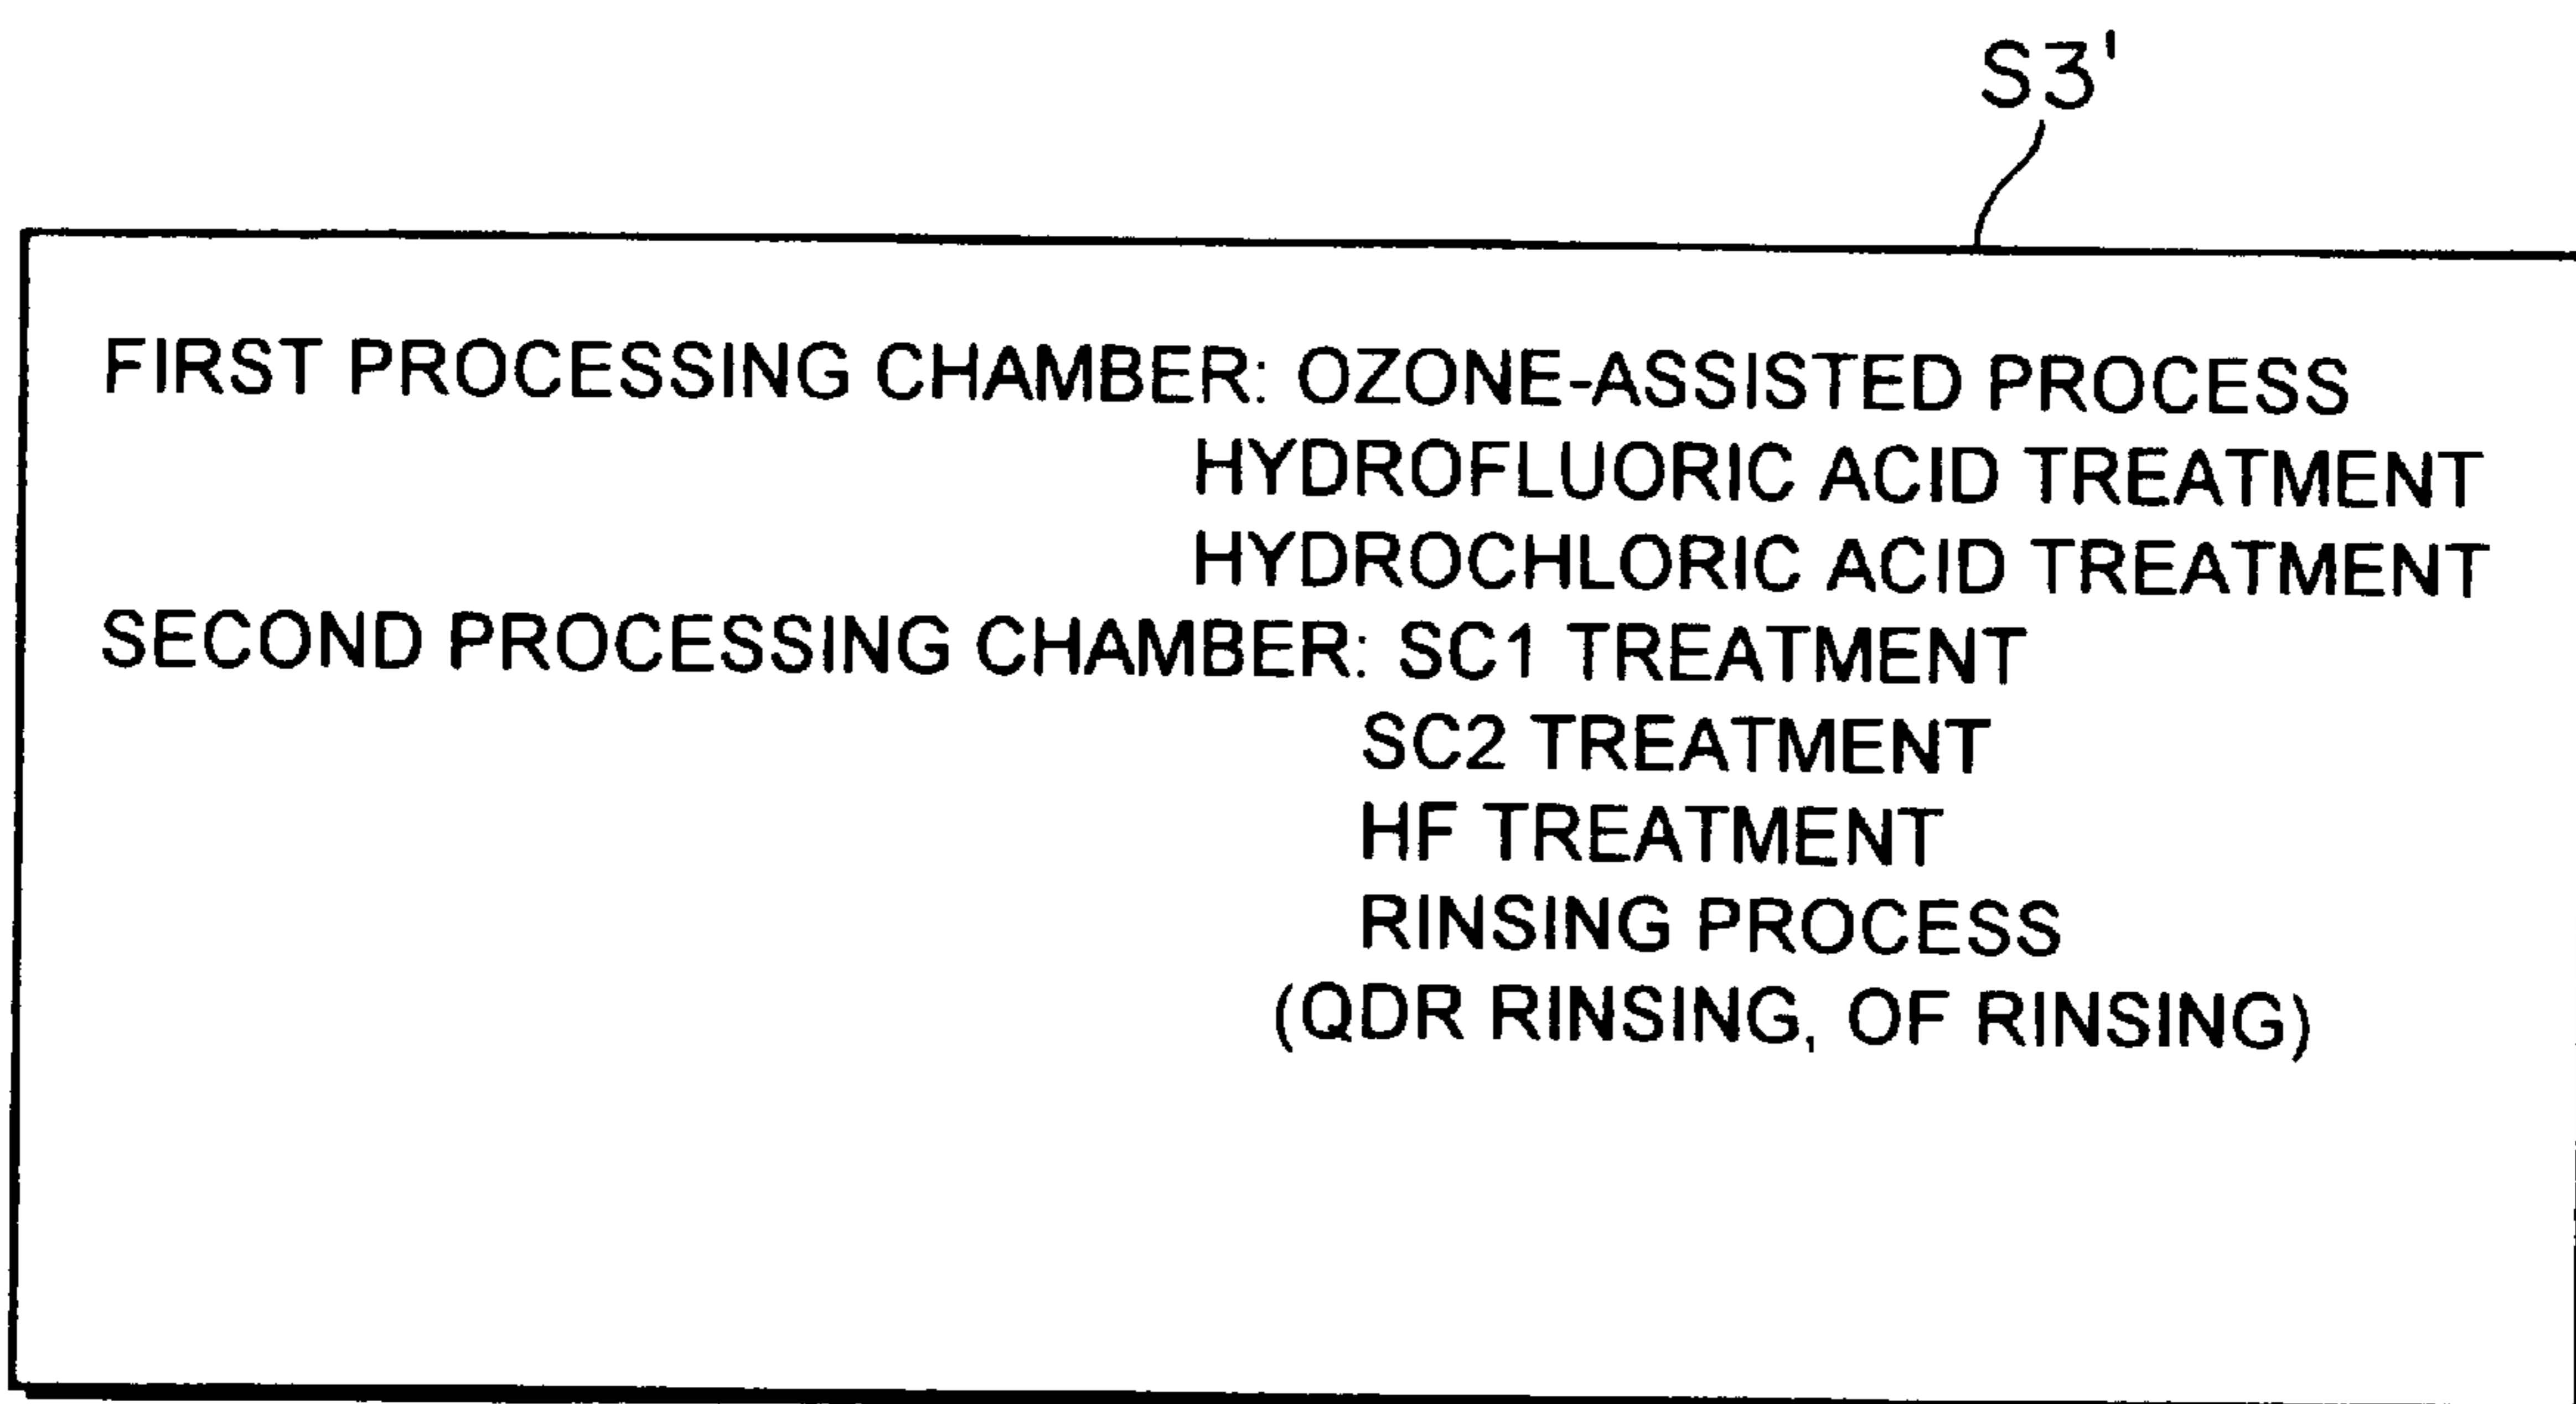 S3'
FIRST PROCESSING CHAMBER: OZONE-ASSISTED PROCESS
HYDROFLUORIC ACID TREATMENT
HYDROCHLORIC ACID TREATMENT
SECOND PROCESSING CHAMBER: SC1 TREATMENT
SC2 TREATMENT
HF TREATMENT
RINSING PROCESS
(QDR RINSING, OF RINSING)